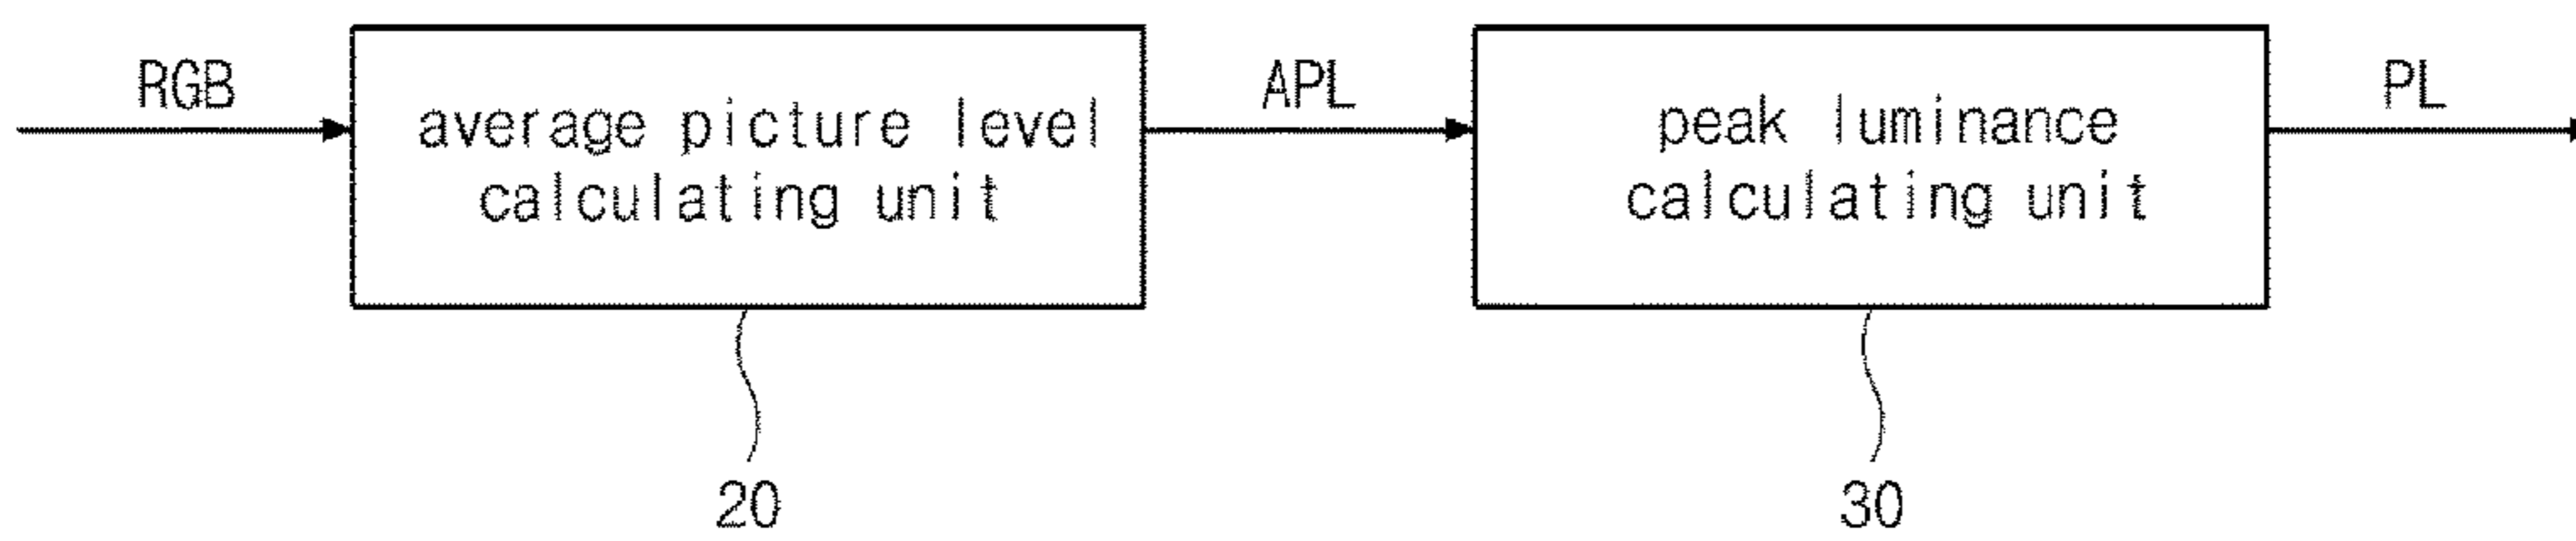 RGB
average picture level
calculating unit
APL
peak luminance
calculating unit
PL
20
30